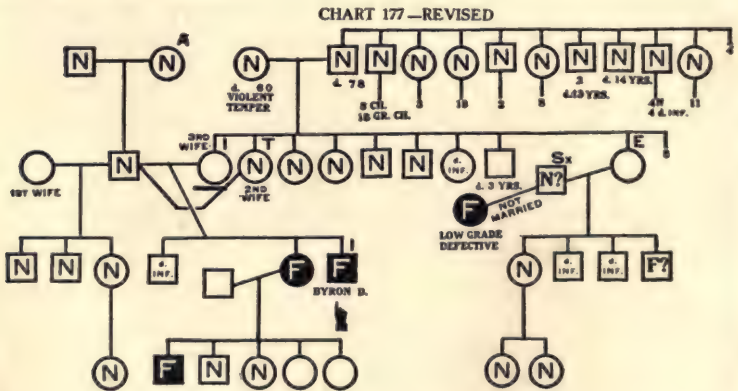 CHART 177—REVISED
A
N N N N N N N N N N N N
4
d. 60 VIOLENT TEMPER
d. 78
8 CH. 18 GR. CH.
3
10
2
8
3 d.43 YRS.
d. 14 YRS.
4N 4 d. INF.
11
3RD WIFE
I
T
Sx
E
N N N N N N
d. INF.
d. 3 YRS.
N?
1ST WIFE
2ND WIFE
F
NOT MARRIED
LOW GRADE DEFECTIVE
N N N
d. INF.
F F
I
BYRON B.
N
d. INF.
d. INF.
F?
N
F N N
N N